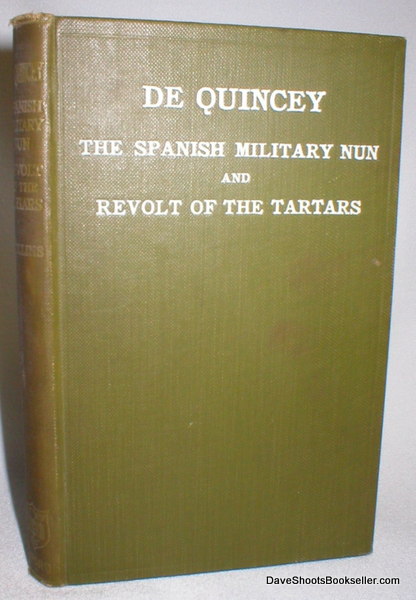 DE QUINCEY
THE SPANISH MILITARY NUN
AND
REVOLT OF THE TARTARS
DaveShootsBookseller.com